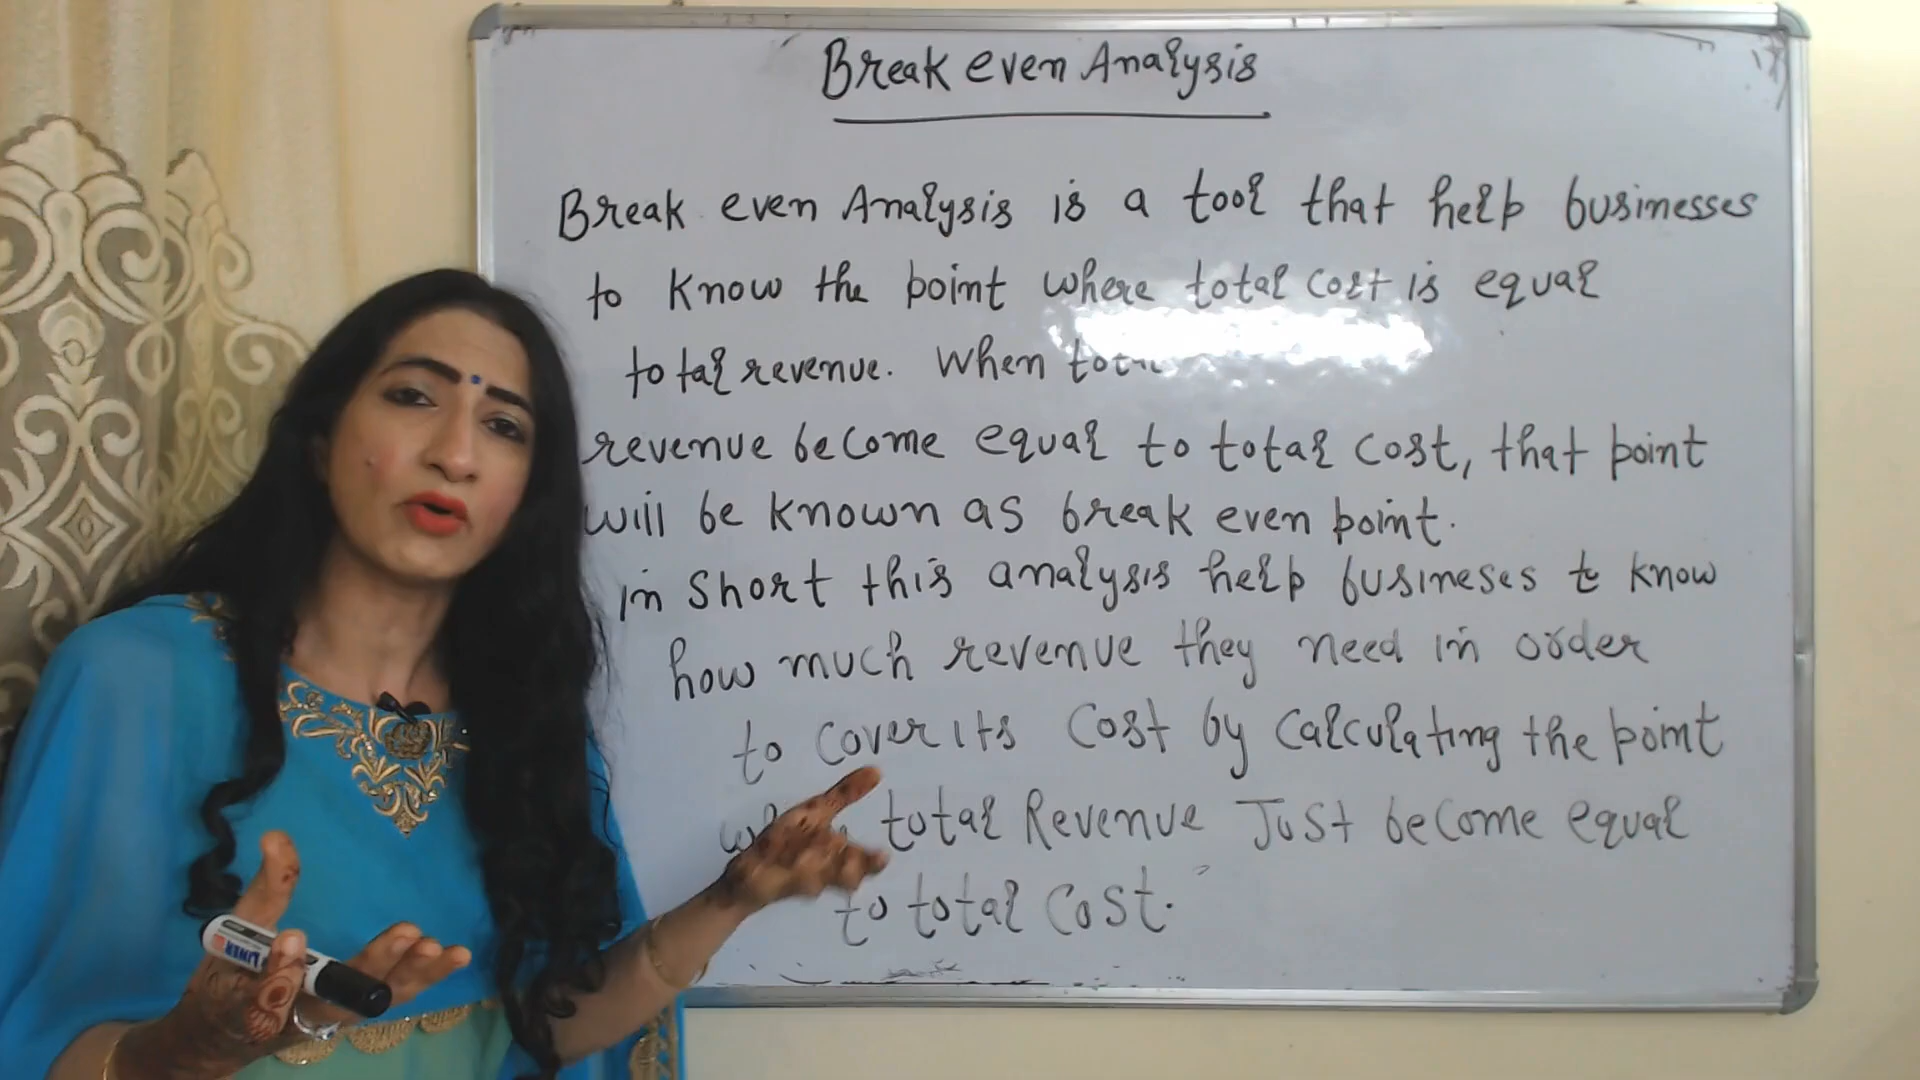 Break even Analysis
Break even Analysis is a tool that help businesses
to know the point where total cost is equal
total revenue. When total
revenue become equal to total cost, that point
will be known as break even point.
in short this analysis help busineses to know
how much revenue they need in order
to cover its cost by calculating the point
total Revenue Just become equal
to total cost.
LINER